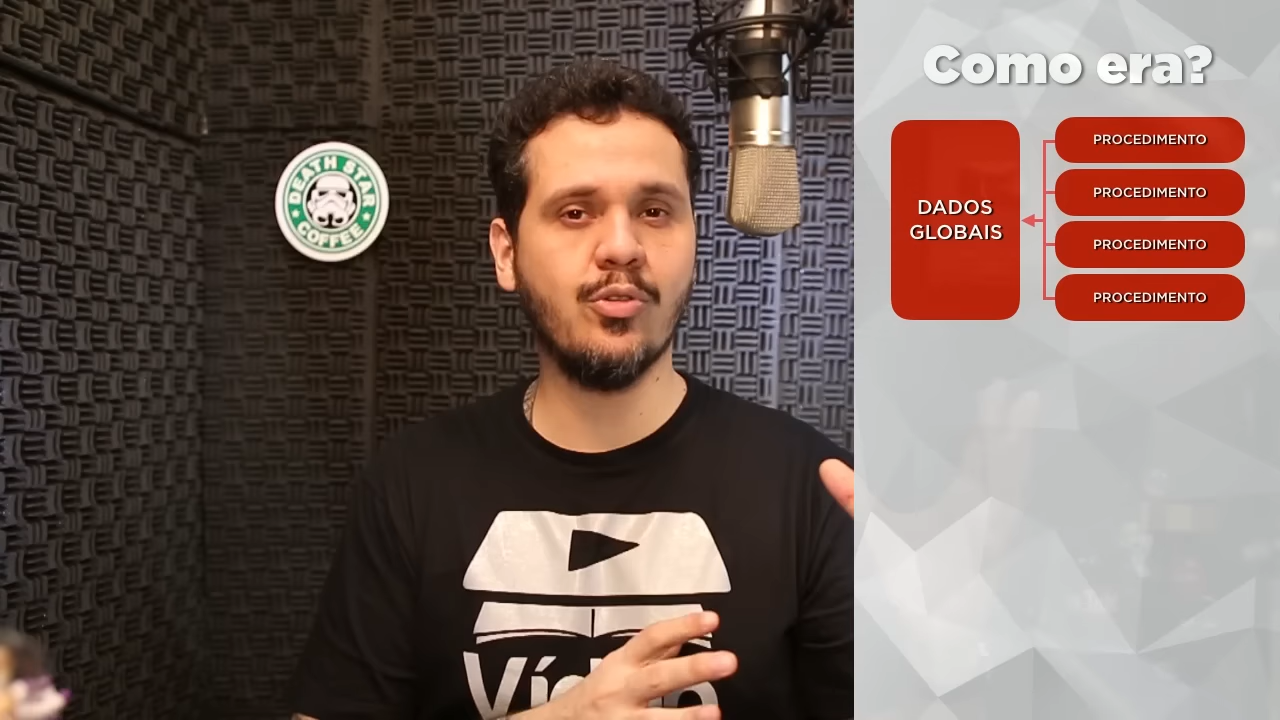 DEATH STAR
COFFEE
Como era?
DADOS
GLOBAIS
PROCEDIMENTO
PROCEDIMENTO
PROCEDIMENTO
PROCEDIMENTO